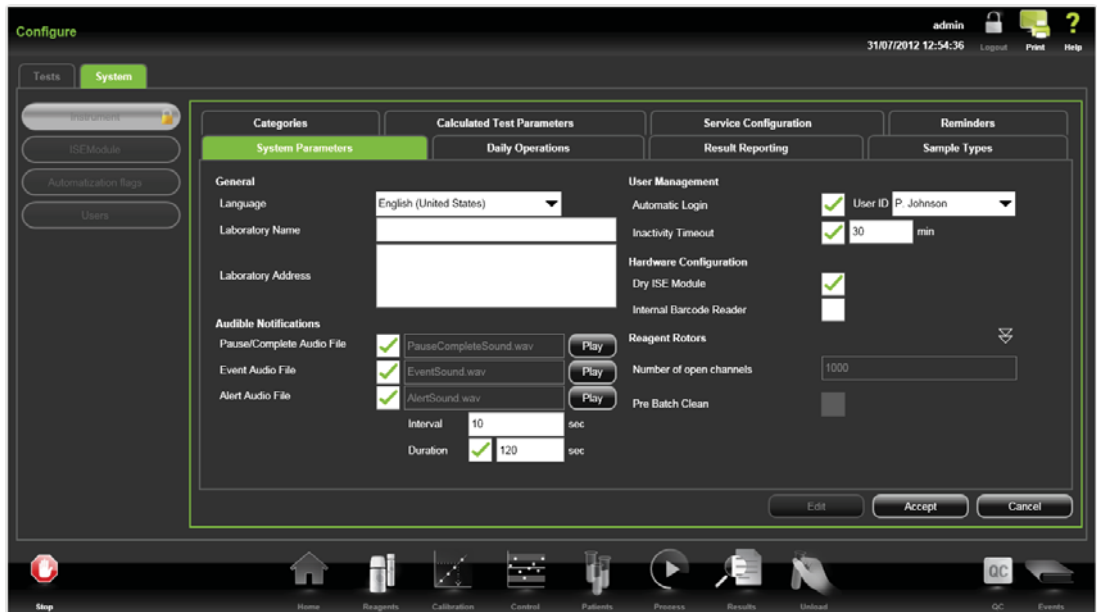 Configure
admin
31/07/2012 12:54:36
Logout
Print
?
Help
Tests
System
Instrument
ISEModule
Automatization flags
Users
Categories
Calculated Test Parameters
Service Configuration
Reminders
System Parameters
Daily Operations
Result Reporting
Sample Types
General
Language
English (United States)
Laboratory Name
Laboratory Address
Audible Notifications
Pause/Complete Audio File
PauseCompleteSound.wav
Play
Event Audio File
EventSound.wav
Play
Alert Audio File
AlertSound.wav
Play
Interval
10
sec
Duration
120
sec
User Management
Automatic Login
User ID
P. Johnson
Inactivity Timeout
30
min
Hardware Configuration
Dry ISE Module
Internal Barcode Reader
Reagent Rotors
Number of open channels
1000
Pre Batch Clean
Edit
Accept
Cancel
Stop
Home
Reagents
Calibration
Control
Patients
Process
Results
Unload
QC
QC
Events